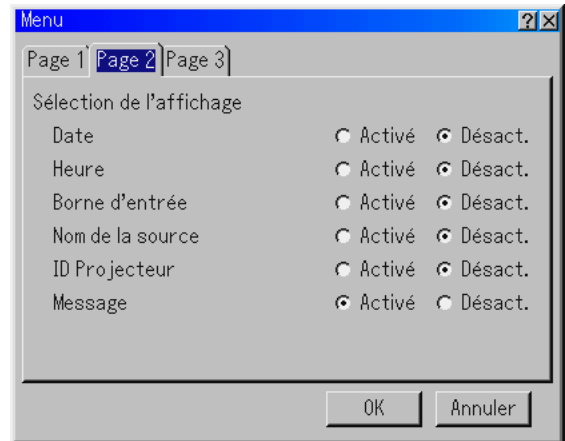 Menu ? ×
Page 1 Page 2 Page 3
Sélection de l'affichage
Date Activé Désact.
Heure Activé Désact.
Borne d'entrée Activé Désact.
Nom de la source Activé Désact.
ID Projecteur Activé Désact.
Message Activé Désact.
OK Annuler